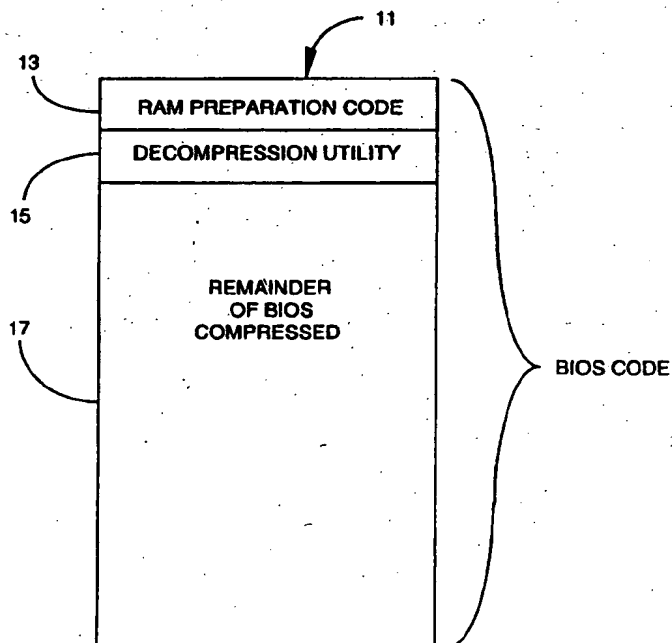 11
13
RAM PREPARATION CODE
DECOMPRESSION UTILITY
15
REMAINDER
OF BIOS
COMPRESSED
17
BIOS CODE